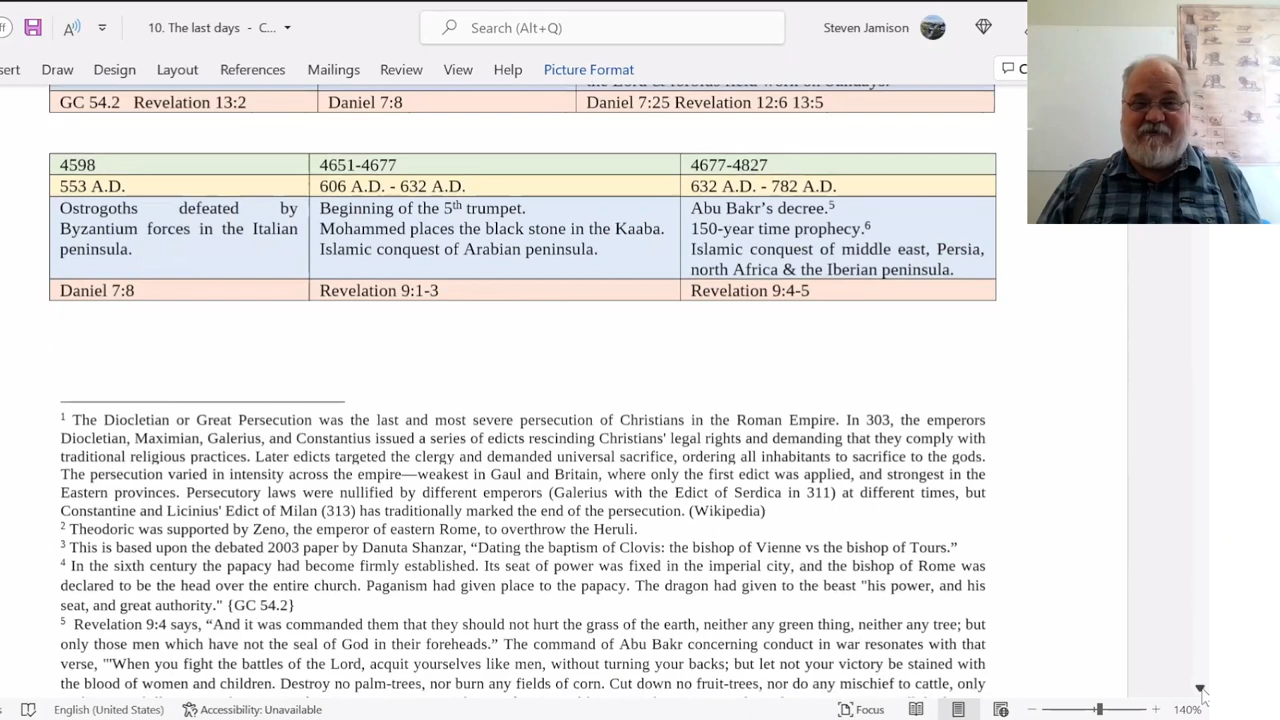 10. The last days - C...
Search (Alt+Q)
Steven Jamison
Draw Design Layout References Mailings Review View Help Picture Format
GC 54.2 Revelation 13:2 Daniel 7:8 Daniel 7:25 Revelation 12:6 13:5
4598 4651-4677 4677-4827
553 A.D. 606 A.D. - 632 A.D. 632 A.D. - 782 A.D.
Ostrogoths defeated by Beginning of the 5th trumpet. Abu Bakr’s decree.5
Byzantium forces in the Italian Mohammed places the black stone in the Kaaba. 150-year time prophecy.6
peninsula. Islamic conquest of Arabian peninsula. Islamic conquest of middle east, Persia,
north Africa & the Iberian peninsula.
Daniel 7:8 Revelation 9:1-3 Revelation 9:4-5
1 The Diocletian or Great Persecution was the last and most severe persecution of Christians in the Roman Empire. In 303, the emperors
Diocletian, Maximian, Galerius, and Constantius issued a series of edicts rescinding Christians' legal rights and demanding that they comply with
traditional religious practices. Later edicts targeted the clergy and demanded universal sacrifice, ordering all inhabitants to sacrifice to the gods.
The persecution varied in intensity across the empire—weakest in Gaul and Britain, where only the first edict was applied, and strongest in the
Eastern provinces. Persecutory laws were nullified by different emperors (Galerius with the Edict of Serdica in 311) at different times, but
Constantine and Licinius' Edict of Milan (313) has traditionally marked the end of the persecution. (Wikipedia)
2 Theodoric was supported by Zeno, the emperor of eastern Rome, to overthrow the Heruli.
3 This is based upon the debated 2003 paper by Danuta Shanzar, “Dating the baptism of Clovis: the bishop of Vienne vs the bishop of Tours.”
4 In the sixth century the papacy had become firmly established. Its seat of power was fixed in the imperial city, and the bishop of Rome was
declared to be the head over the entire church. Paganism had given place to the papacy. The dragon had given to the beast "his power, and his
seat, and great authority." {GC 54.2}
5 Revelation 9:4 says, “And it was commanded them that they should not hurt the grass of the earth, neither any green thing, neither any tree; but
only those men which have not the seal of God in their foreheads.” The command of Abu Bakr concerning conduct in war resonates with that
verse, "'When you fight the battles of the Lord, acquit yourselves like men, without turning your backs; but let not your victory be stained with
the blood of women and children. Destroy no palm-trees, nor burn any fields of corn. Cut down no fruit-trees, nor do any mischief to cattle, only
English (United States) Accessibility: Unavailable Focus 140%